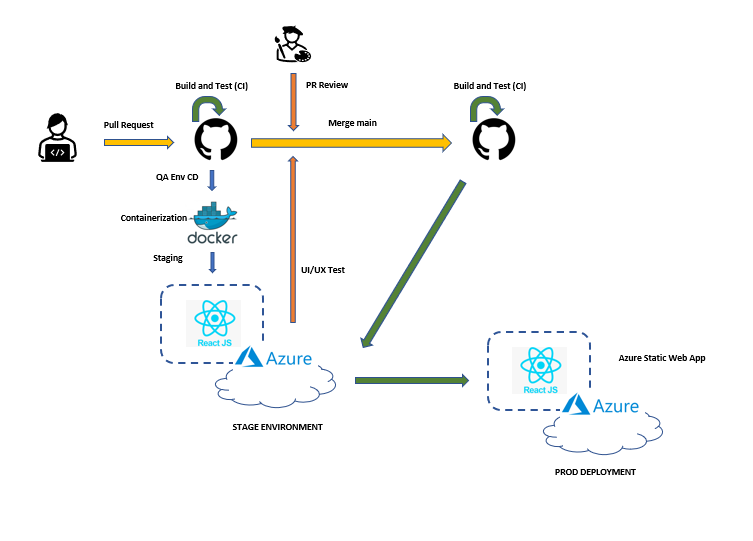 PR Review
Build and Test (CI)
Build and Test (CI)
Pull Request
Merge main
</>
QA Env CD
Containerization
docker
Staging
UI/UX Test
React JS
Azure
STAGE ENVIRONMENT
React JS
Azure Static Web App
Azure
PROD DEPLOYMENT